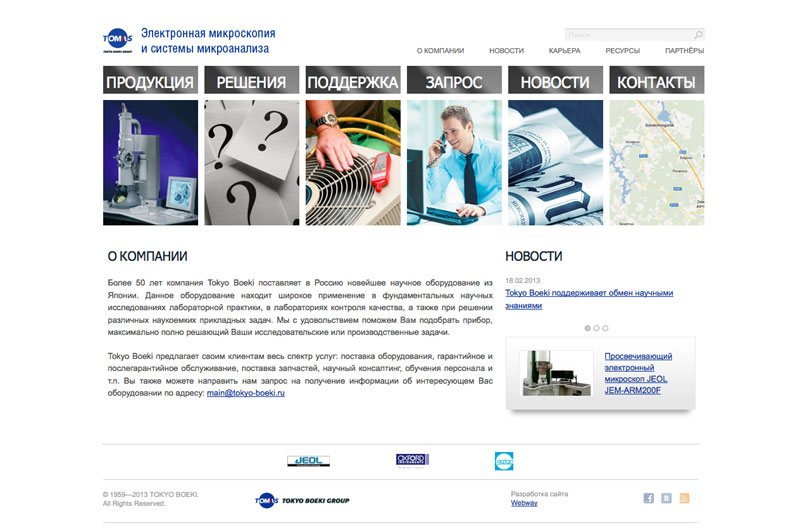 TOMAS
TOKYO BOEKI GROUP
Электронная микроскопия
и системы микроанализа
Поиск
О КОМПАНИИ НОВОСТИ КАРЬЕРА РЕСУРСЫ ПАРТНЁРЫ
ПРОДУКЦИЯ РЕШЕНИЯ ПОДДЕРЖКА ЗАПРОС НОВОСТИ КОНТАКТЫ
О КОМПАНИИ
Более 50 лет компания Tokyo Boeki поставляет в Россию новейшее научное оборудование из
Японии. Данное оборудование находит широкое применение в фундаментальных научных
исследованиях лабораторной практики, в лабораториях контроля качества, а также при решении
различных наукоемких прикладных задач. Мы с удовольствием поможем Вам подобрать прибор,
максимально полно решающий Ваши исследовательские или производственные задачи.
Tokyo Boeki предлагает своим клиентам весь спектр услуг: поставка оборудования, гарантийное и
послегарантийное обслуживание, поставка запчастей, научный консалтинг, обучения персонала и
т.п. Вы также можете направить нам запрос на получение информации об интересующем Вас
оборудовании по адресу: main@tokyo-boeki.ru
НОВОСТИ
18.02.2013
Tokyo Boeki поддерживает обмен научными
знаниями
Просвечивающий
электронный
микроскоп JEOL
JEM-ARM200F
JEOL
OXFORD
INSTRUMENTS
© 1959—2013 TOKYO BOEKI.
All Rights Reserved.
TOMAS TOKYO BOEKI GROUP
Разработка сайта
Webway